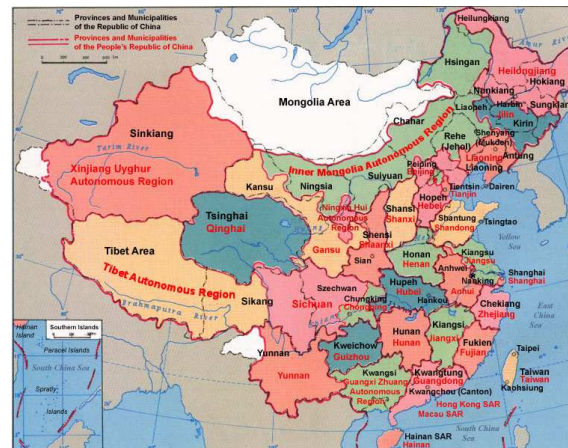 Provinces and Municipalities
of the Republic of China
Provinces and Municipalities
of the People's Republic of China
Heilungkiang
Amur River
Hsingan
Heilongjiang
Hokiang
Nunkiang
Mongolia Area
Liaopeh
Harbin
Sungkiang
Jilin
Kirin
Chahar
Rehe
(Jehol)
Shenyang
(Mukden)
Antung
Liaoning
Liaoning
Sinkiang
Tarim River
Xinjiang Uyghur
Autonomous Region
Inner Mongolia Autonomous Region
Suiyuan
Ningsia
Kansu
Peiping
Beijing
Tientsin
Tianjin
Dairen
Hopeh
Hebei
Tsinghai
Qinghai
Ningxia Hui
Autonomous
Region
Shansi
Shanxi
Shantung
Shandong
Tsingtao
Yellow
Sea
Gansu
Shensi
Shaanxi
Sian
Tibet Area
Tibet Autonomous Region
Brahmaputra River
Sikang
Honan
Henan
Kiangsu
Jiangsu
Anhwei
Anhui
Nanking
Shanghai
Shanghai
Szechwan
Sichuan
Chungking
Chongqing
Hupeh
Hubei
Hankou
Chekiang
Zhejiang
East
China
Sea
Hainan
Island
Southern Islands
Paracel Islands
South China Sea
Spratly
Islands
Yunnan
Yunnan
Kweichow
Guizhou
Hunan
Hunan
Kiangsi
Jiangxi
Fukien
Fujian
Taipei
Taiwan
Taiwan
Kaohsiung
Kwangsi
Guangxi Zhuang
Autonomous
Region
Kwangtung
Guangdong
Kwangchou (Canton)
Hong Kong SAR
Macau SAR
Hainan SAR
Hainan
South China Sea